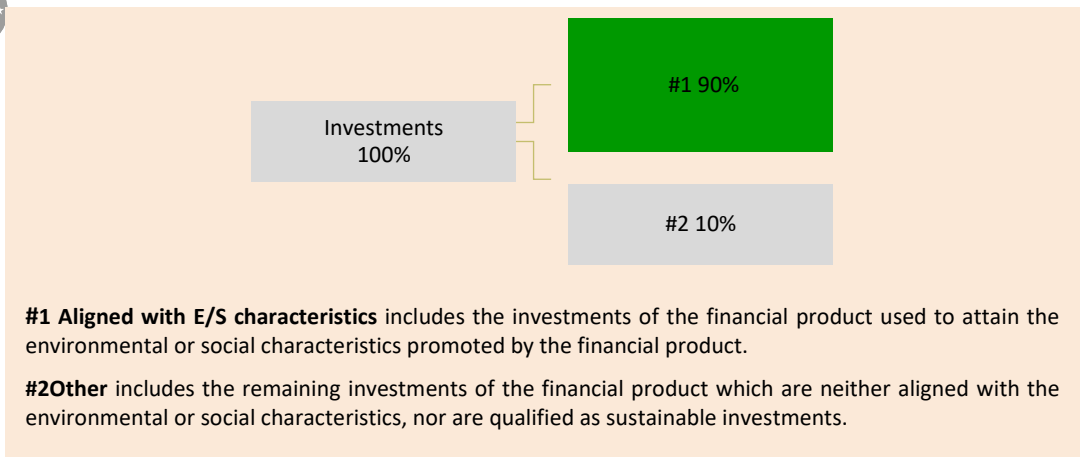 #1 90%
Investments
100%
#2 10%
#1 Aligned with E/S characteristics includes the investments of the financial product used to attain the
environmental or social characteristics promoted by the financial product.
#2Other includes the remaining investments of the financial product which are neither aligned with the
environmental or social characteristics, nor are qualified as sustainable investments.